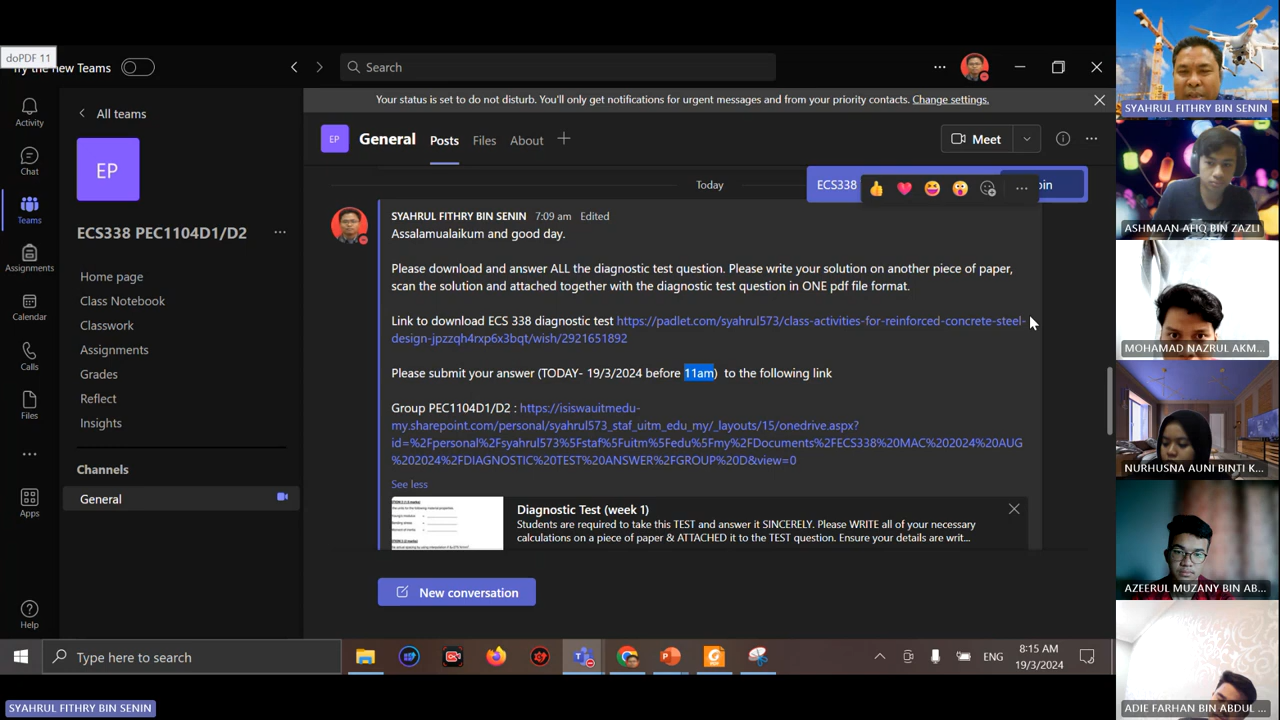 doPDF 11
Try the new Teams
Search
Activity
Chat
Teams
Assignments
Calendar
Calls
Files
Apps
Help
All teams
EP
ECS338 PEC1104D1/D2
Home page
Class Notebook
Classwork
Assignments
Grades
Reflect
Insights
Channels
General
Your status is set to do not disturb. You'll only get notifications for urgent messages and from your priority contacts. Change settings.
EP
General
Posts
Files
About
Meet
Today
ECS338
SYAHRUL FITHRY BIN SENIN 7:09 am Edited
Assalamualaikum and good day.
Please download and answer ALL the diagnostic test question. Please write your solution on another piece of paper,
scan the solution and attached together with the diagnostic test question in ONE pdf file format.
Link to download ECS 338 diagnostic test https://padlet.com/syahrul573/class-activities-for-reinforced-concrete-steel-
design-jpzzqh4rxp6x3bqt/wish/2921651892
Please submit your answer (TODAY- 19/3/2024 before 11am) to the following link
Group PEC1104D1/D2 : https://isiswauitmedu-
my.sharepoint.com/personal/syahrul573_staf_uitm_edu_my/_layouts/15/onedrive.aspx?
id=%2Fpersonal%2Fsyahrul573%5Fstaf%5Fuitm%5Fedu%5Fmy%2FDocuments%2FECS338%20MAC%202024%20AUG
%202024%2FDIAGNOSTIC%20TEST%20ANSWER%2FGROUP%20D&view=0
See less
Diagnostic Test (week 1)
Students are required to take this TEST and answer it SINCERELY. Please WRITE all of your necessary
calculations on a piece of paper & ATTACHED it to the TEST question. Ensure your details are writ...
New conversation
Type here to search
ENG
8:15 AM
19/3/2024
SYAHRUL FITHRY BIN SENIN
SYAHRUL FITHRY BIN SENIN
ASHMAAN AFIQ BIN ZAZLI
MOHAMAD NAZRUL AKM...
NURHUSNA AUNI BINTI K...
AZEERUL MUZANY BIN AB...
ADIE FARHAN BIN ABDUL ...